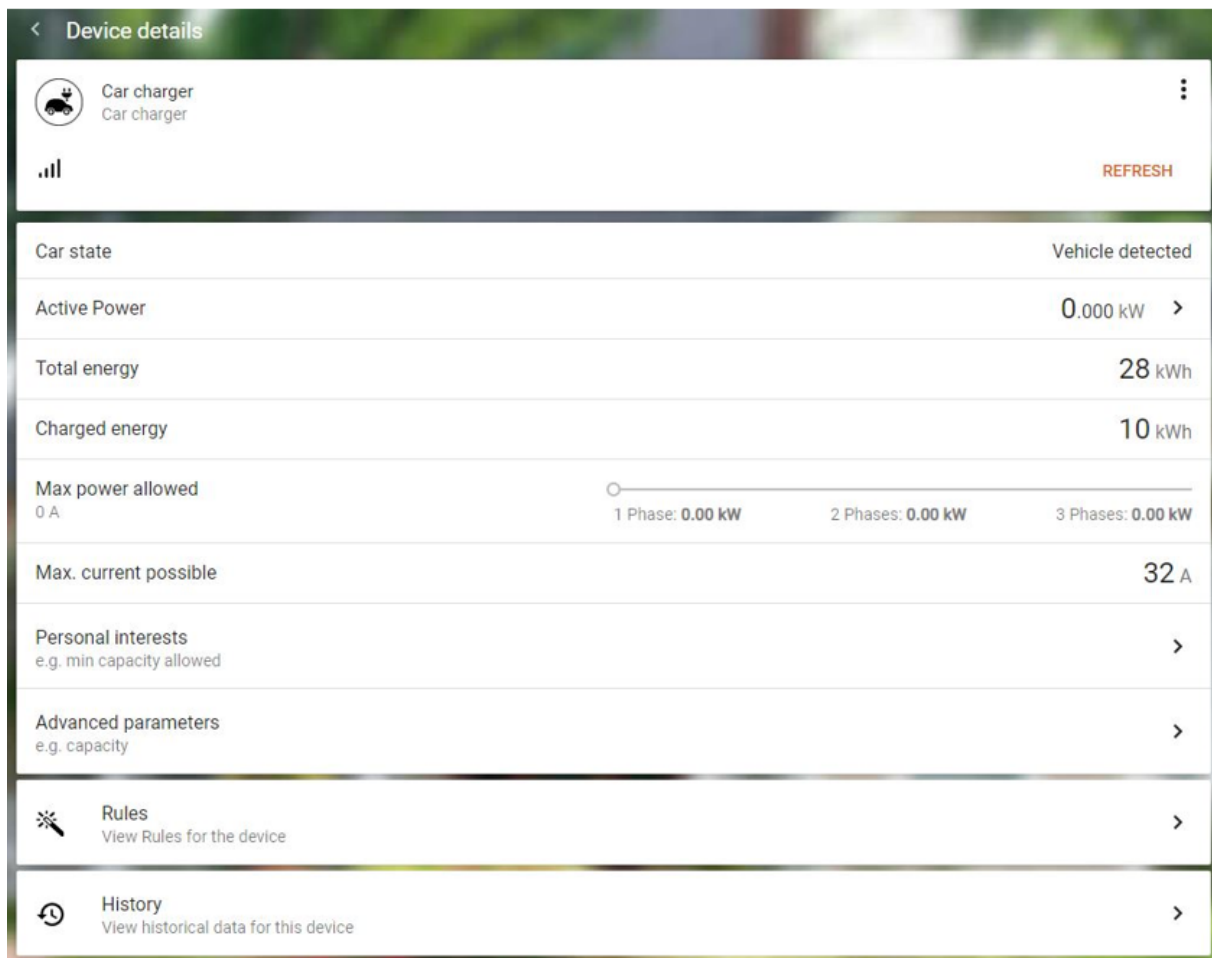 Device details
Car charger
Car charger
REFRESH
Car state Vehicle detected
Active Power 0.000 kW
Total energy 28 kWh
Charged energy 10 kWh
Max power allowed
0 A 1 Phase: 0.00 kW 2 Phases: 0.00 kW 3 Phases: 0.00 kW
Max. current possible 32 A
Personal interests
e.g. min capacity allowed
Advanced parameters
e.g. capacity
Rules
View Rules for the device
History
View historical data for this device